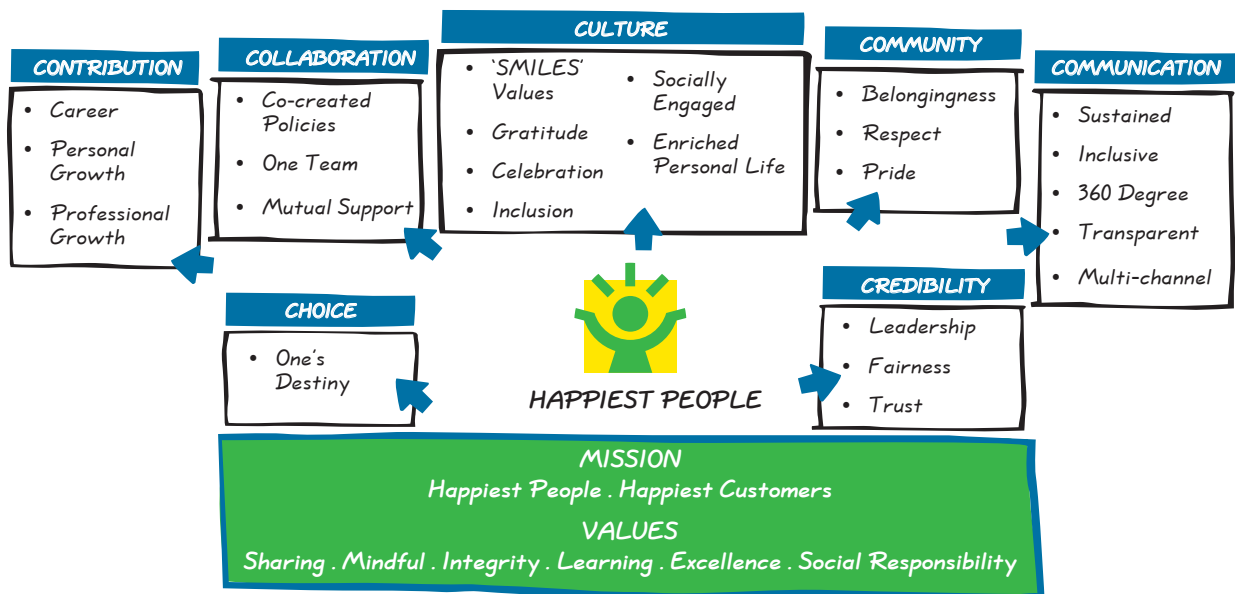 CONTRIBUTION
• Career
• Personal
Growth
• Professional
Growth
COLLABORATION
• Co-created
Policies
• One Team
• Mutual Support
CULTURE
• ‘SMILES’
Values
• Gratitude
• Celebration
• Inclusion
• Socially
Engaged
• Enriched
Personal Life
COMMUNITY
• Belongingness
• Respect
• Pride
COMMUNICATION
• Sustained
• Inclusive
• 360 Degree
• Transparent
• Multi-channel
CHOICE
• One’s
Destiny
HAPPIEST PEOPLE
CREDIBILITY
• Leadership
• Fairness
• Trust
MISSION
Happiest People . Happiest Customers
VALUES
Sharing . Mindful . Integrity . Learning . Excellence . Social Responsibility